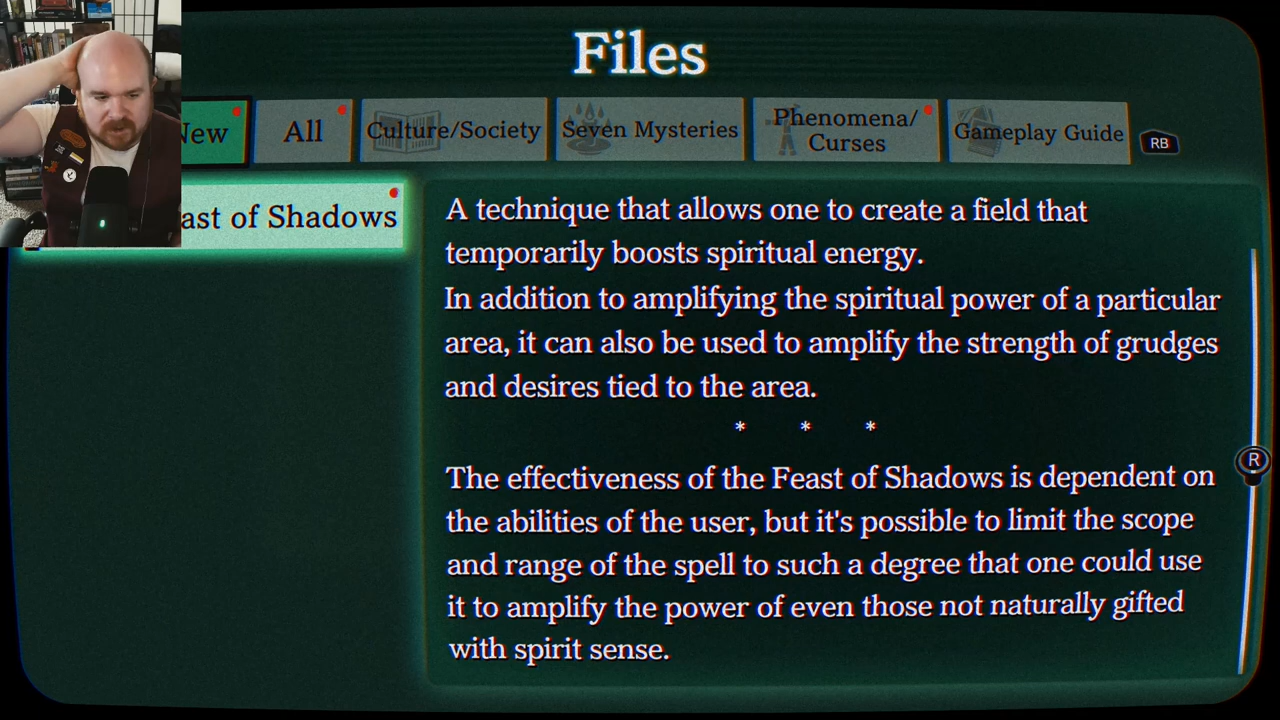 Files
New
All
Culture/Society
Seven Mysteries
Phenomena/
Curses
Gameplay Guide
RB
of Shadows
A technique that allows one to create a field that
temporarily boosts spiritual energy.
In addition to amplifying the spiritual power of a particular
area, it can also be used to amplify the strength of grudges
and desires tied to the area.
* * *
The effectiveness of the Feast of Shadows is dependent on
the abilities of the user, but it's possible to limit the scope
and range of the spell to such a degree that one could use
it to amplify the power of even those not naturally gifted
with spirit sense.
R